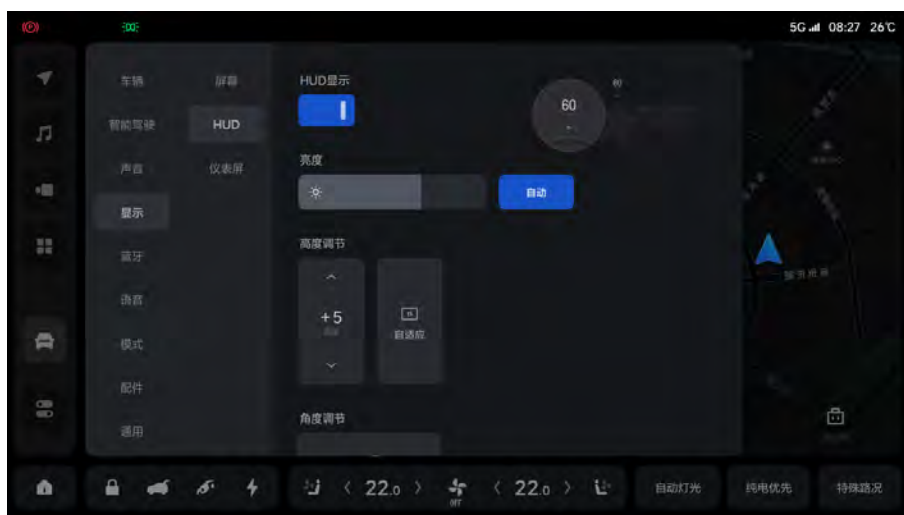 5G 08:27 26℃
车辆
智能驾驶
声音
显示
蓝牙
语音
模式
配件
通用
屏幕
HUD
仪表屏
HUD显示
60
60
亮度
自动
高度调节
+5
自适应
角度调节
22.0
OFF
22.0
自动灯光
纯电优先
特殊路况